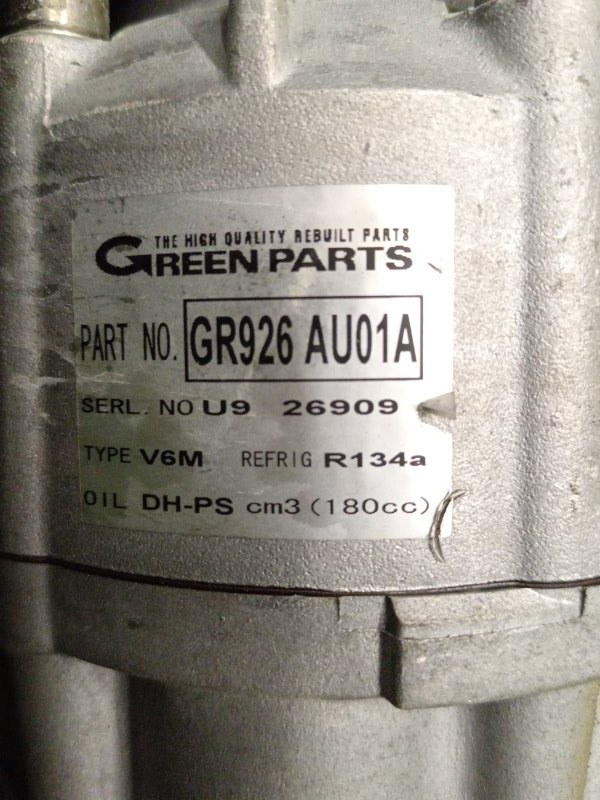 THE HIGH QUALITY REBUILT PARTS
GREEN PARTS
PART NO. GR926 AU01A
SERL. NO U9 26909
TYPE V6M REFRIG R134a
OIL DH-PS cm3 (180cc)